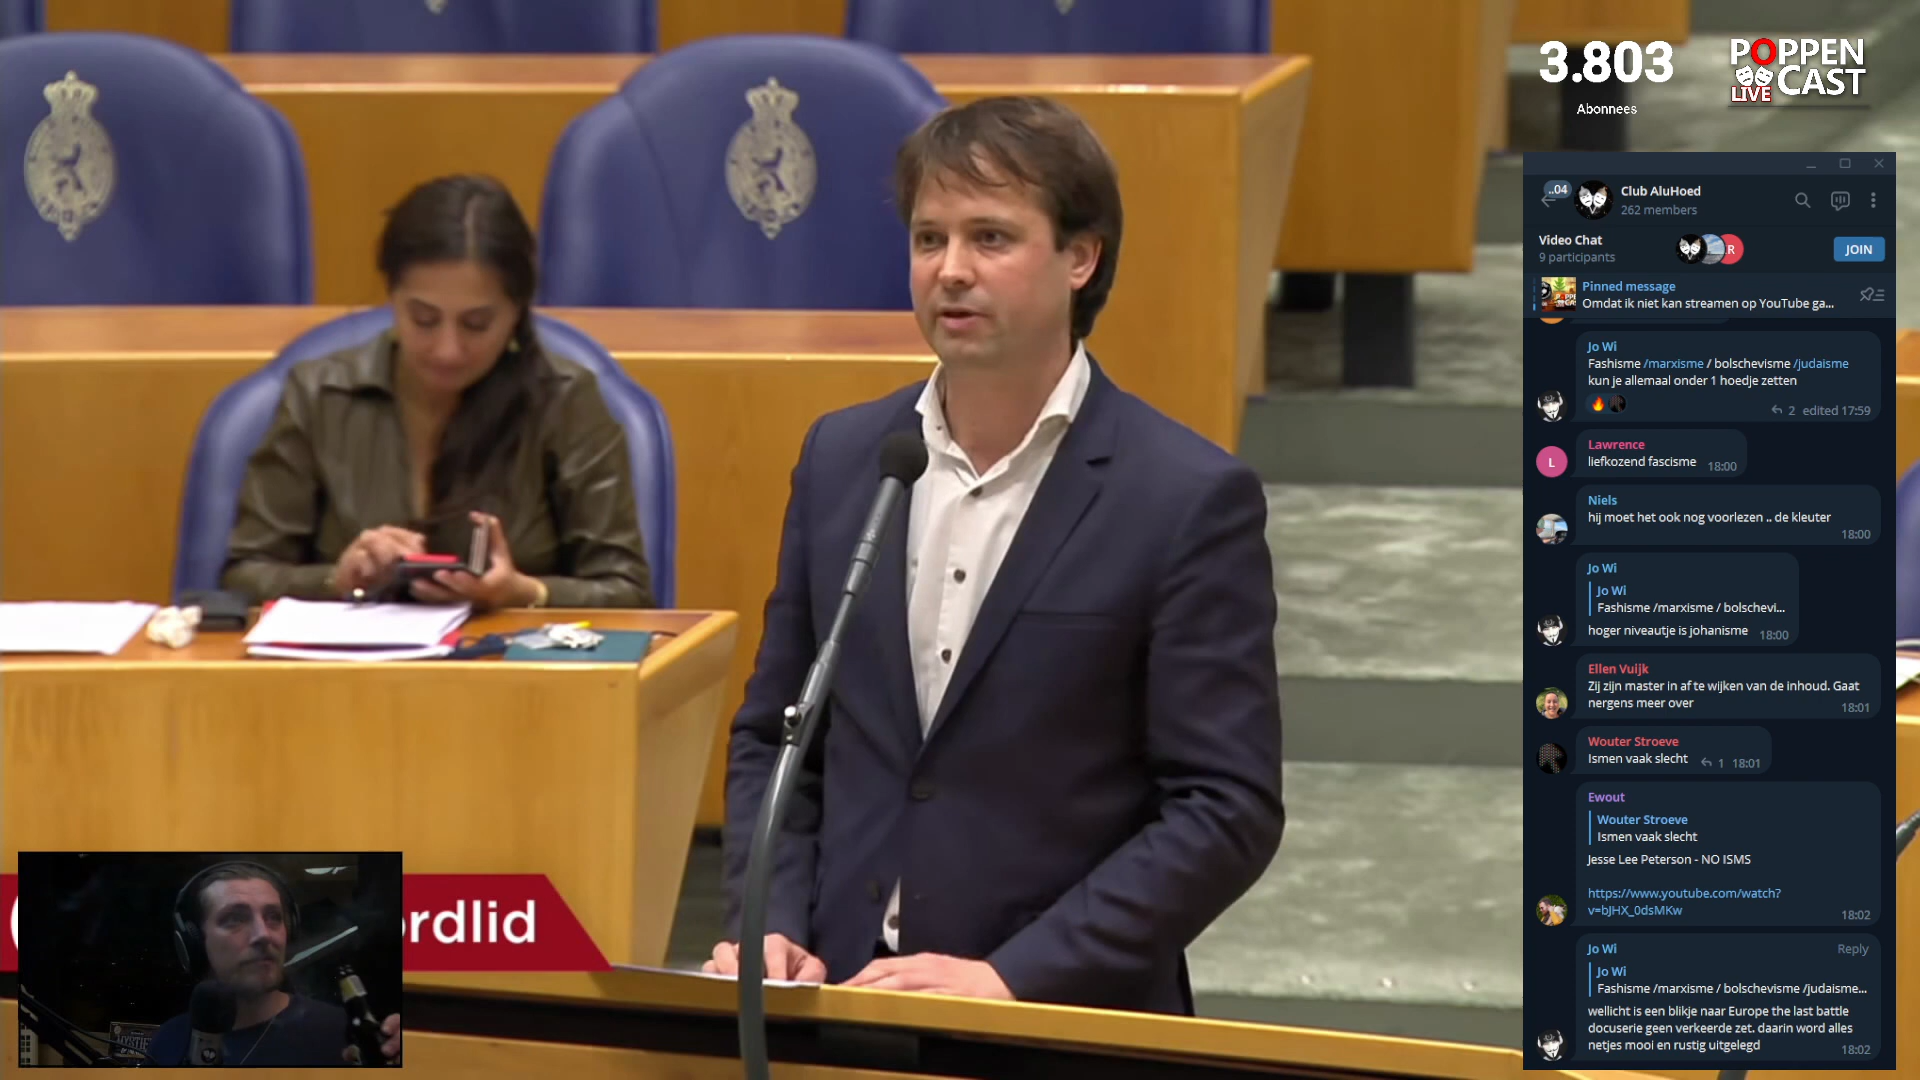 3.803
Abonnees
POPPEN
CAST
LIVE
..04
Club AluHoed
262 members
Video Chat
9 participants
R
JOIN
Pinned message
Omdat ik niet kan streamen op YouTube ga...
Jo Wi
Fashisme /marxisme / bolschevisme /judaisme
kun je allemaal onder 1 hoedje zetten
2 edited 17:59
Lawrence
L
liefkozend fascisme 18:00
Niels
hij moet het ook nog voorlezen .. de kleuter
18:00
Jo Wi
Jo Wi
Fashisme /marxisme / bolschevi...
hoger niveautje is johanisme 18:00
Ellen Vuijk
Zij zijn master in af te wijken van de inhoud. Gaat
nergens meer over 18:01
Wouter Stroeve
Ismen vaak slecht 1 18:01
Ewout
Wouter Stroeve
Ismen vaak slecht
Jesse Lee Peterson - NO ISMS
https://www.youtube.com/watch?
v=bJHX_0dsMKw 18:02
Jo Wi Reply
Jo Wi
Fashisme /marxisme / bolschevisme /judaisme...
wellicht is een blikje naar Europe the last battle
docuserie geen verkeerde zet. daarin word alles
netjes mooi en rustig uitgelegd 18:02
ordlid